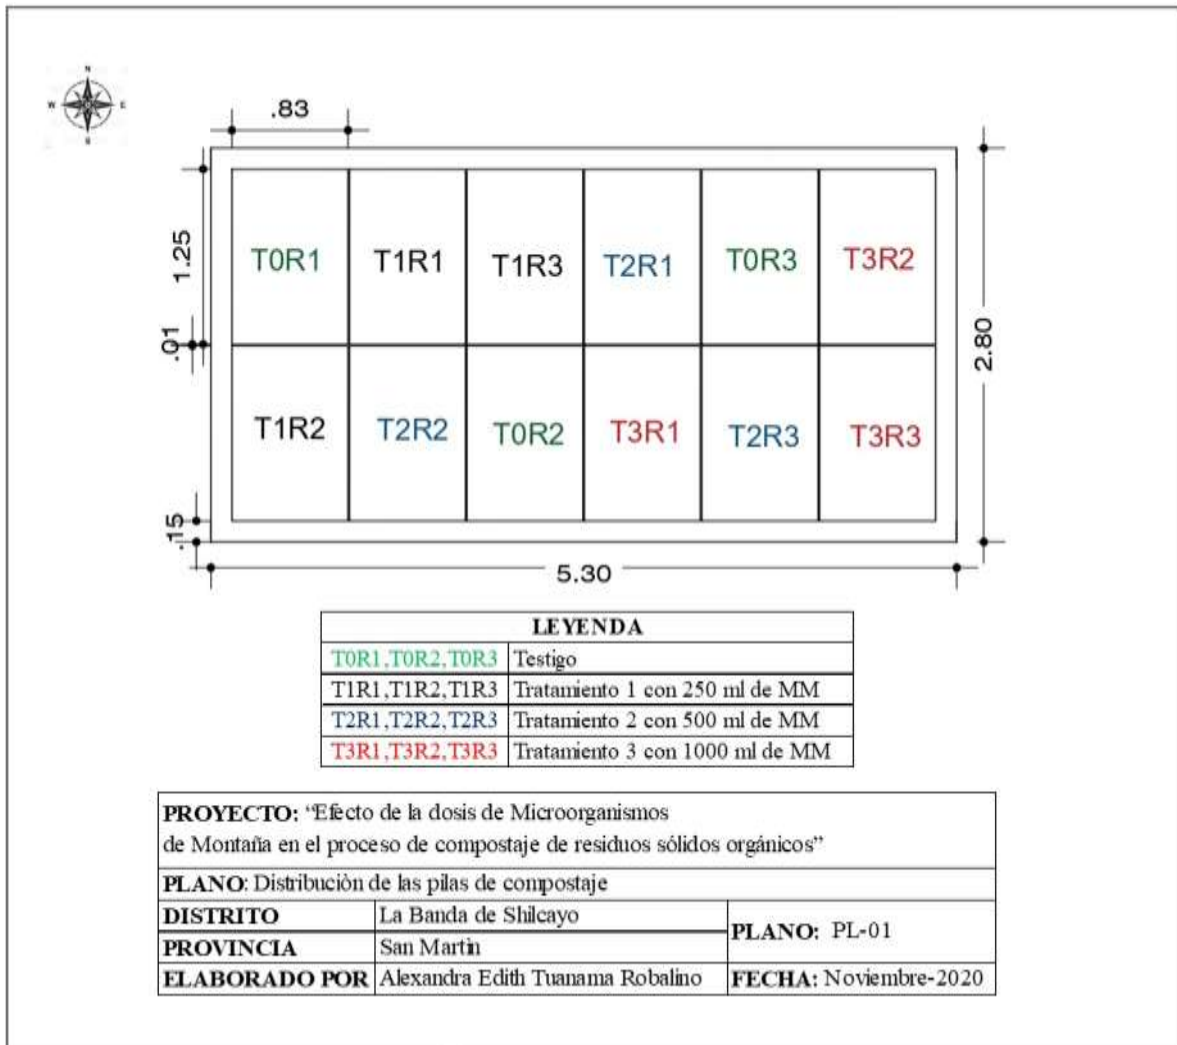 N
W E
S
.83
1.25
.01
.15
2.80
5.30
T0R1 T1R1 T1R3 T2R1 T0R3 T3R2
T1R2 T2R2 T0R2 T3R1 T2R3 T3R3
LEYENDA
T0R1,T0R2,T0R3 Testigo
T1R1,T1R2,T1R3 Tratamiento 1 con 250 ml de MM
T2R1,T2R2,T2R3 Tratamiento 2 con 500 ml de MM
T3R1,T3R2,T3R3 Tratamiento 3 con 1000 ml de MM
PROYECTO: “Efecto de la dosis de Microorganismos
de Montaña en el proceso de compostaje de residuos sólidos orgánicos”
PLANO: Distribuciòn de las pilas de compostaje
DISTRITO La Banda de Shilcayo
PLANO: PL-01
PROVINCIA San Martìn
ELABORADO POR Alexandra Edith Tuanama Robalino FECHA: Noviembre-2020